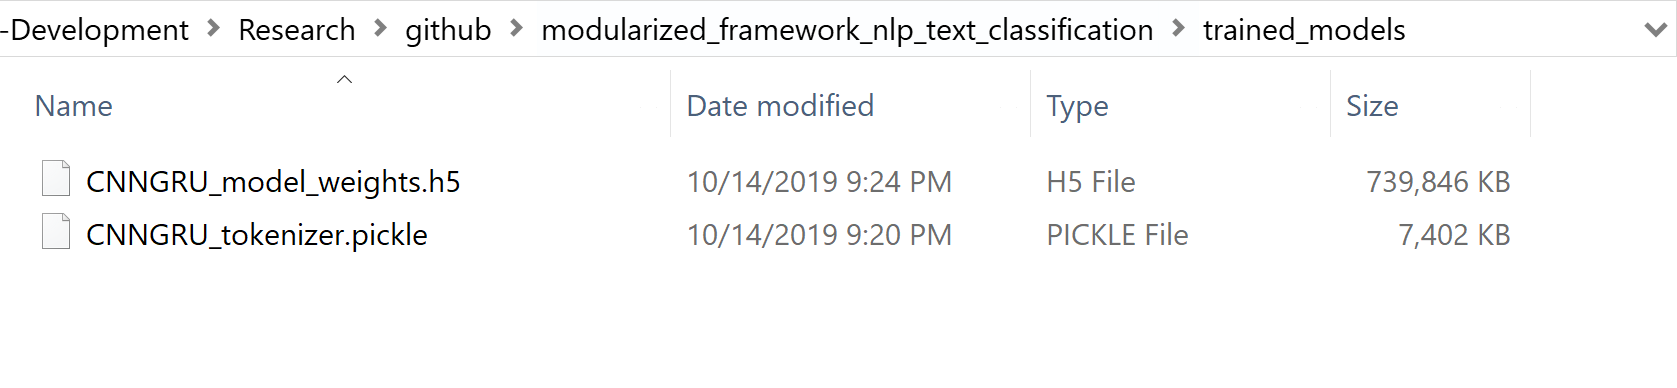 -Development > Research > github > modularized_framework_nlp_text_classification > trained_models
Name Date modified Type Size
CNNGRU_model_weights.h5 10/14/2019 9:24 PM H5 File 739,846 KB
CNNGRU_tokenizer.pickle 10/14/2019 9:20 PM PICKLE File 7,402 KB